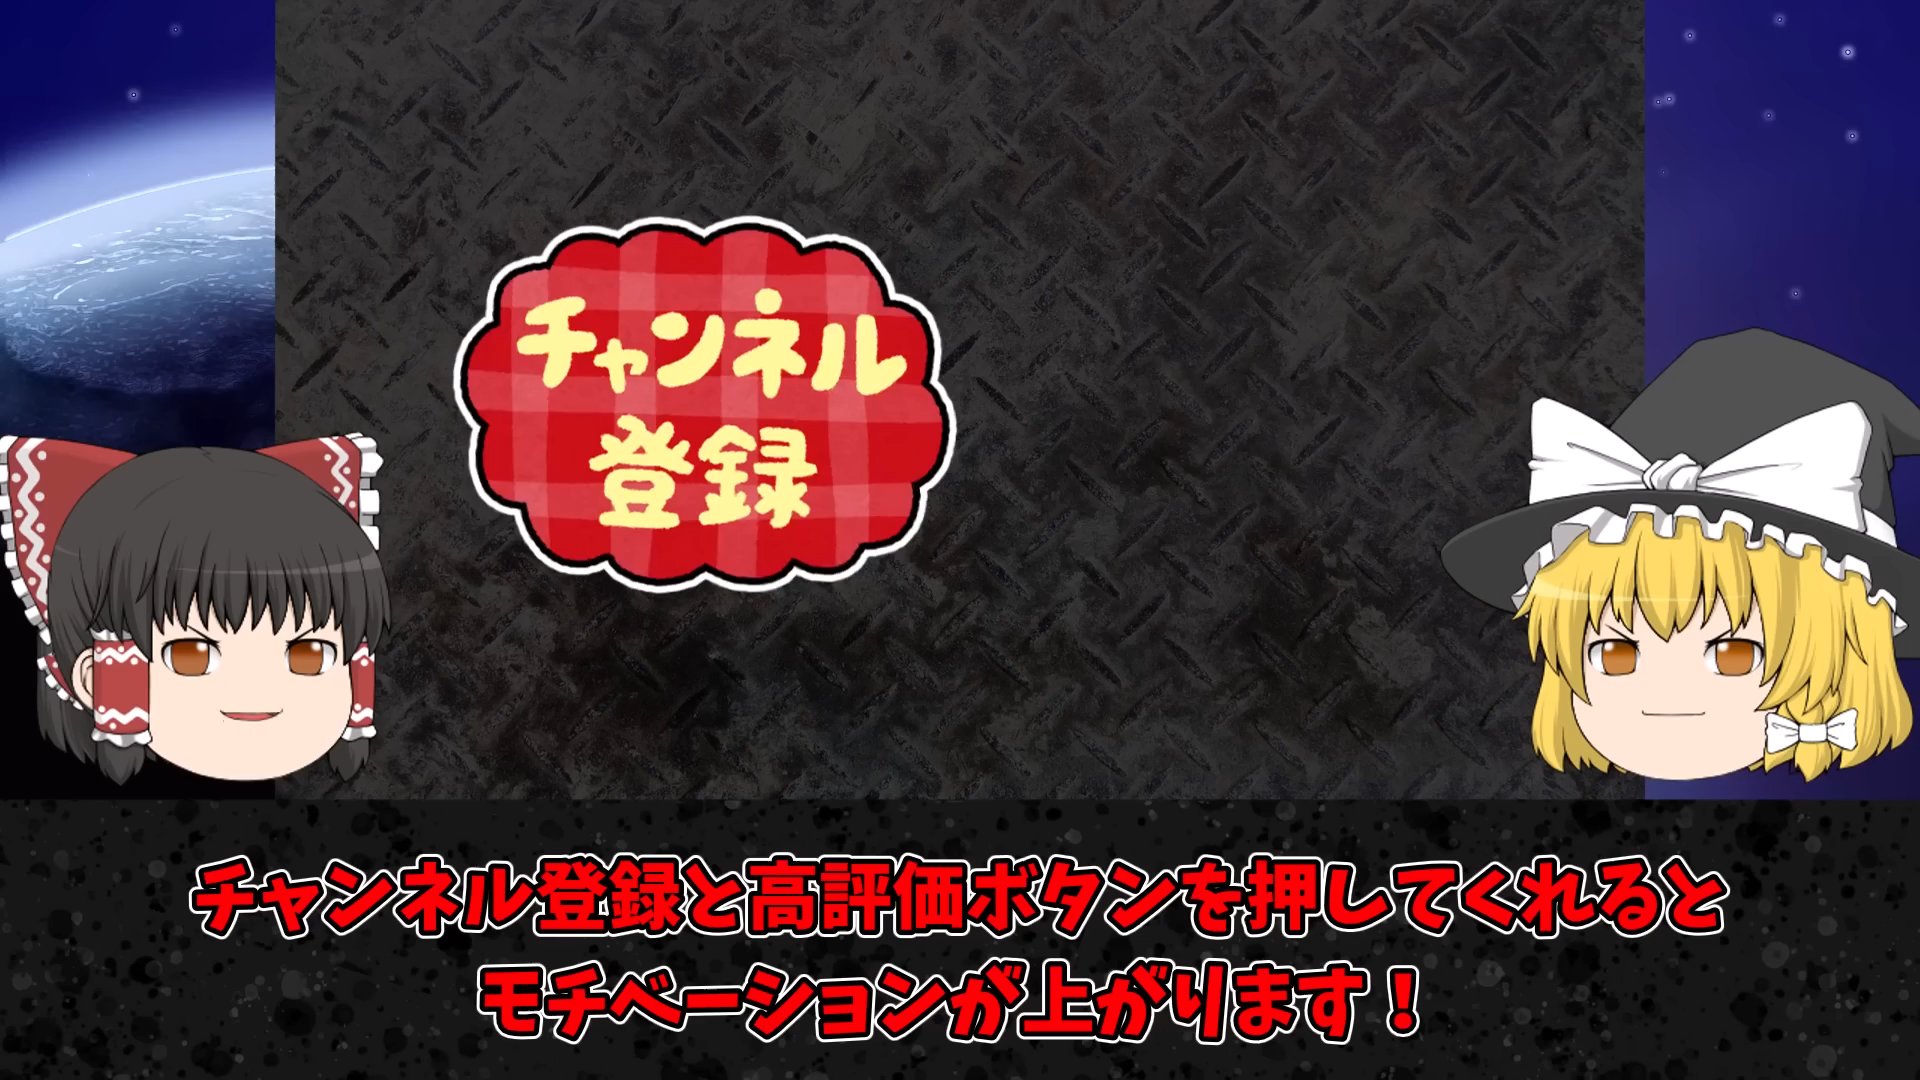 チャンネル
登録
チャンネル登録と高評価ボタンを押してくれると
モチベーションが上がります！